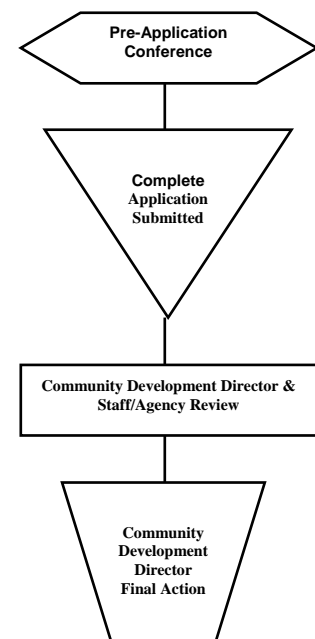 Pre-Application
Conference
Complete
Application
Submitted
Community Development Director &
Staff/Agency Review
Community
Development
Director
Final Action